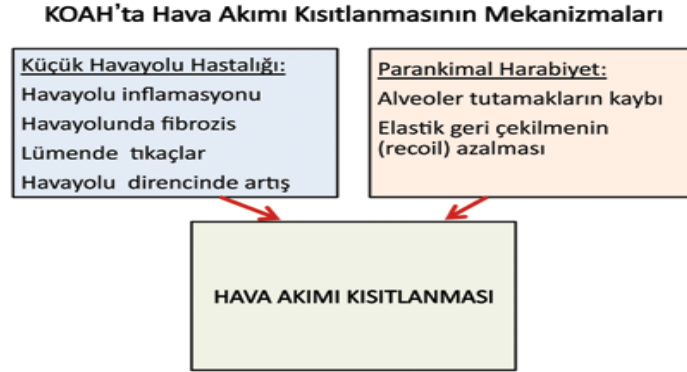 KOAH’ta Hava Akımı Kısıtlanmasının Mekanizmaları
Küçük Havayolu Hastalığı:
Havayolu inflamasyonu
Havayolunda fibrozis
Lümende tıkaçlar
Havayolu direncinde artış
Parankimal Harabiyet:
Alveoler tutamakların kaybı
Elastik geri çekilmenin
(recoil) azalması
HAVA AKIMI KISITLANMASI